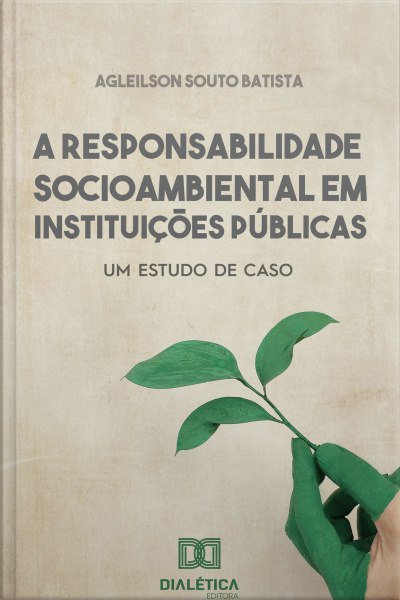 AGLEILSON SOUTO BATISTA
A RESPONSABILIDADE
SOCIOAMBIENTAL EM
INSTITUIÇÕES PÚBLICAS
UM ESTUDO DE CASO
DIALÉTICA
EDITORA